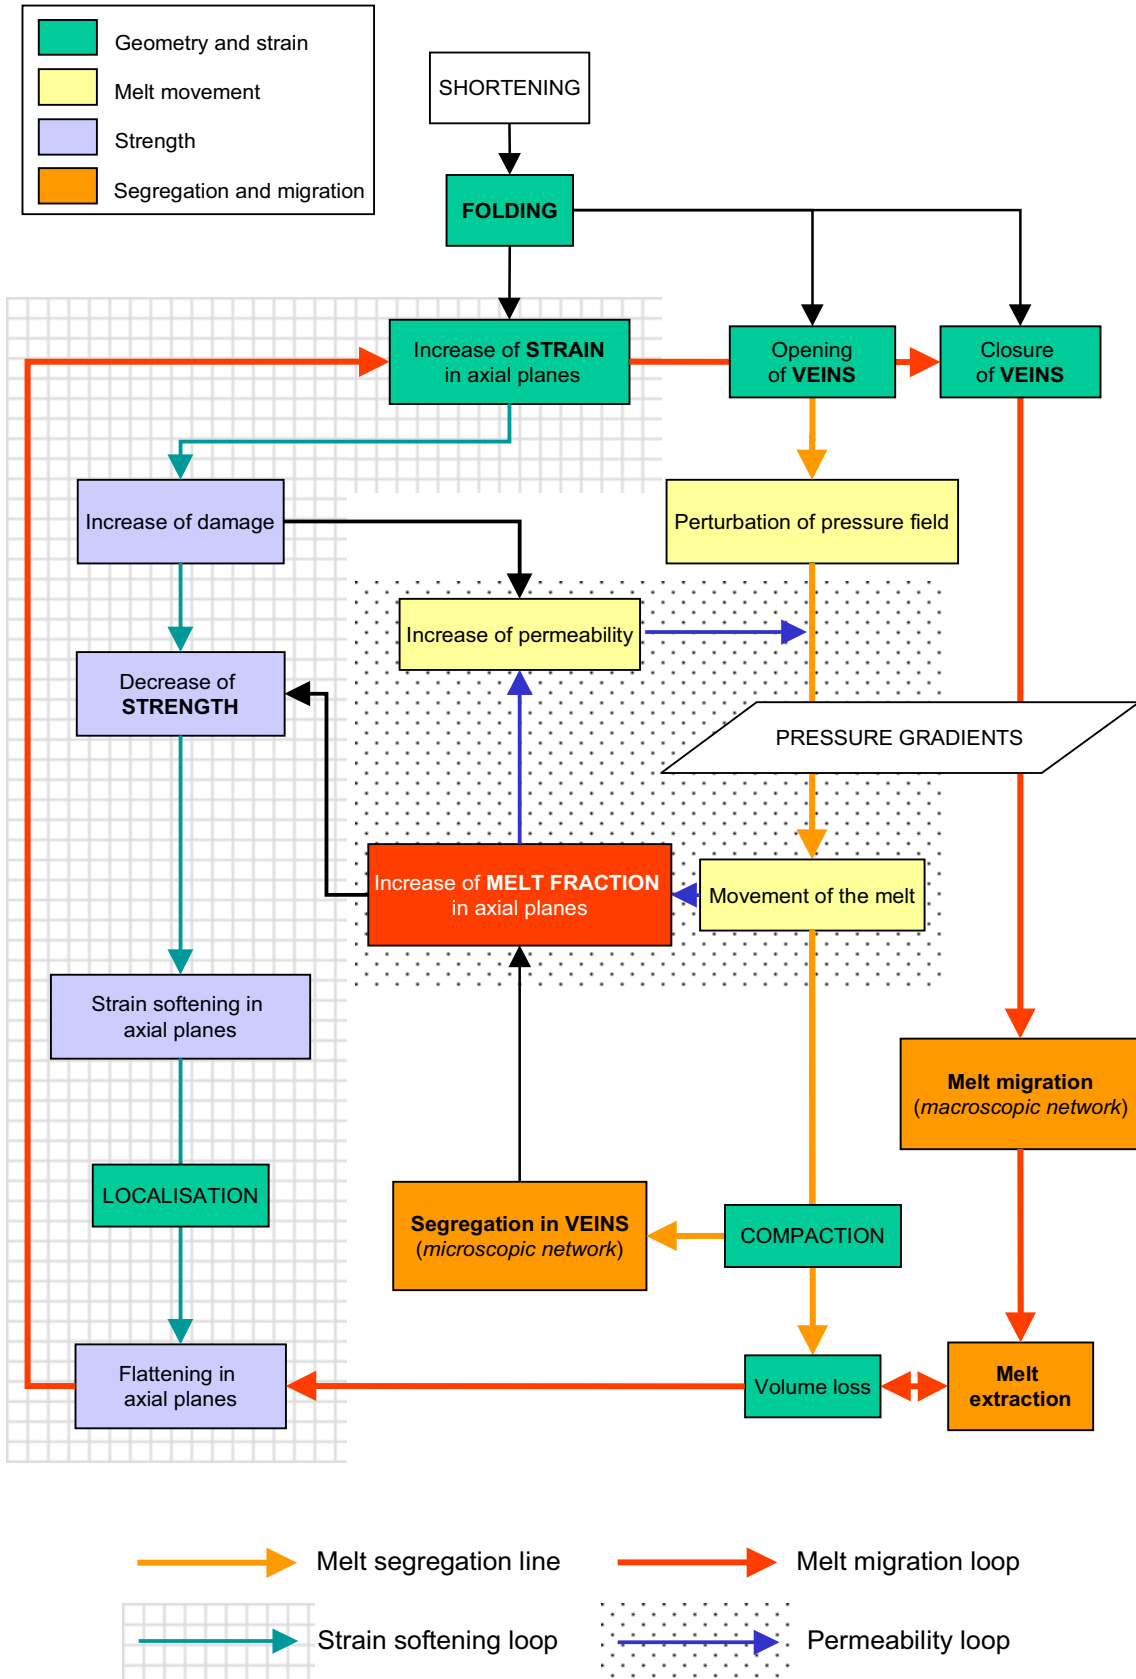 Geometry and strain
Melt movement
Strength
Segregation and migration
SHORTENING
FOLDING
Increase of STRAIN
in axial planes
Opening
of VEINS
Closure
of VEINS
Increase of damage
Perturbation of pressure field
Increase of permeability
Decrease of
STRENGTH
PRESSURE GRADIENTS
Increase of MELT FRACTION
in axial planes
Movement of the melt
Strain softening in
axial planes
Melt migration
(macroscopic network)
LOCALISATION
Segregation in VEINS
(microscopic network)
COMPACTION
Flattening in
axial planes
Volume loss
Melt
extraction
Melt segregation line
Melt migration loop
Strain softening loop
Permeability loop